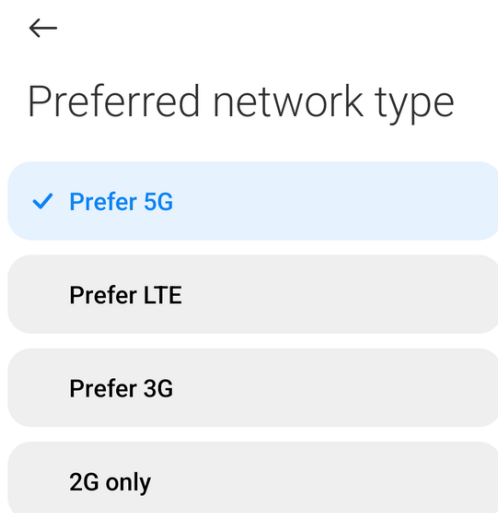 Preferred network type
Prefer 5G
Prefer LTE
Prefer 3G
2G only